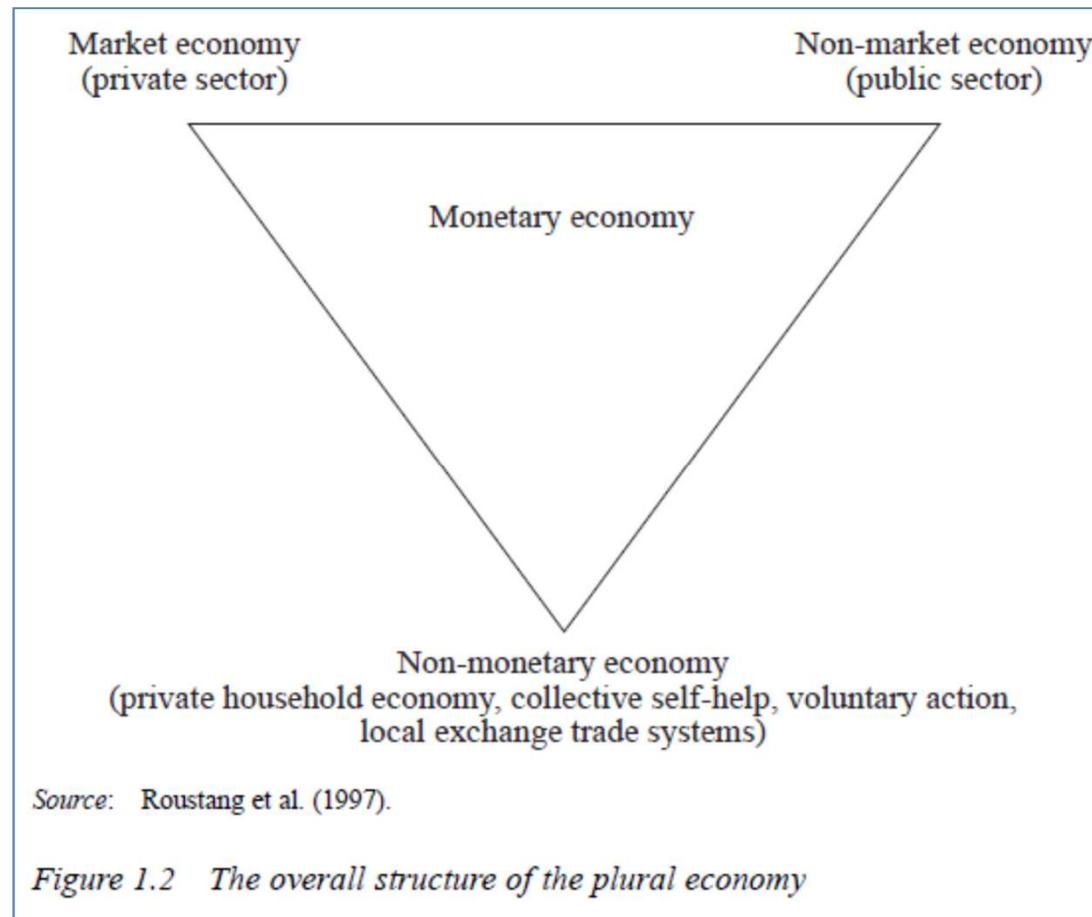 Market economy
(private sector)
Non-market economy
(public sector)
Monetary economy
Non-monetary economy
(private household economy, collective self-help, voluntary action,
local exchange trade systems)
Source: Roustang et al. (1997).
Figure 1.2 The overall structure of the plural economy